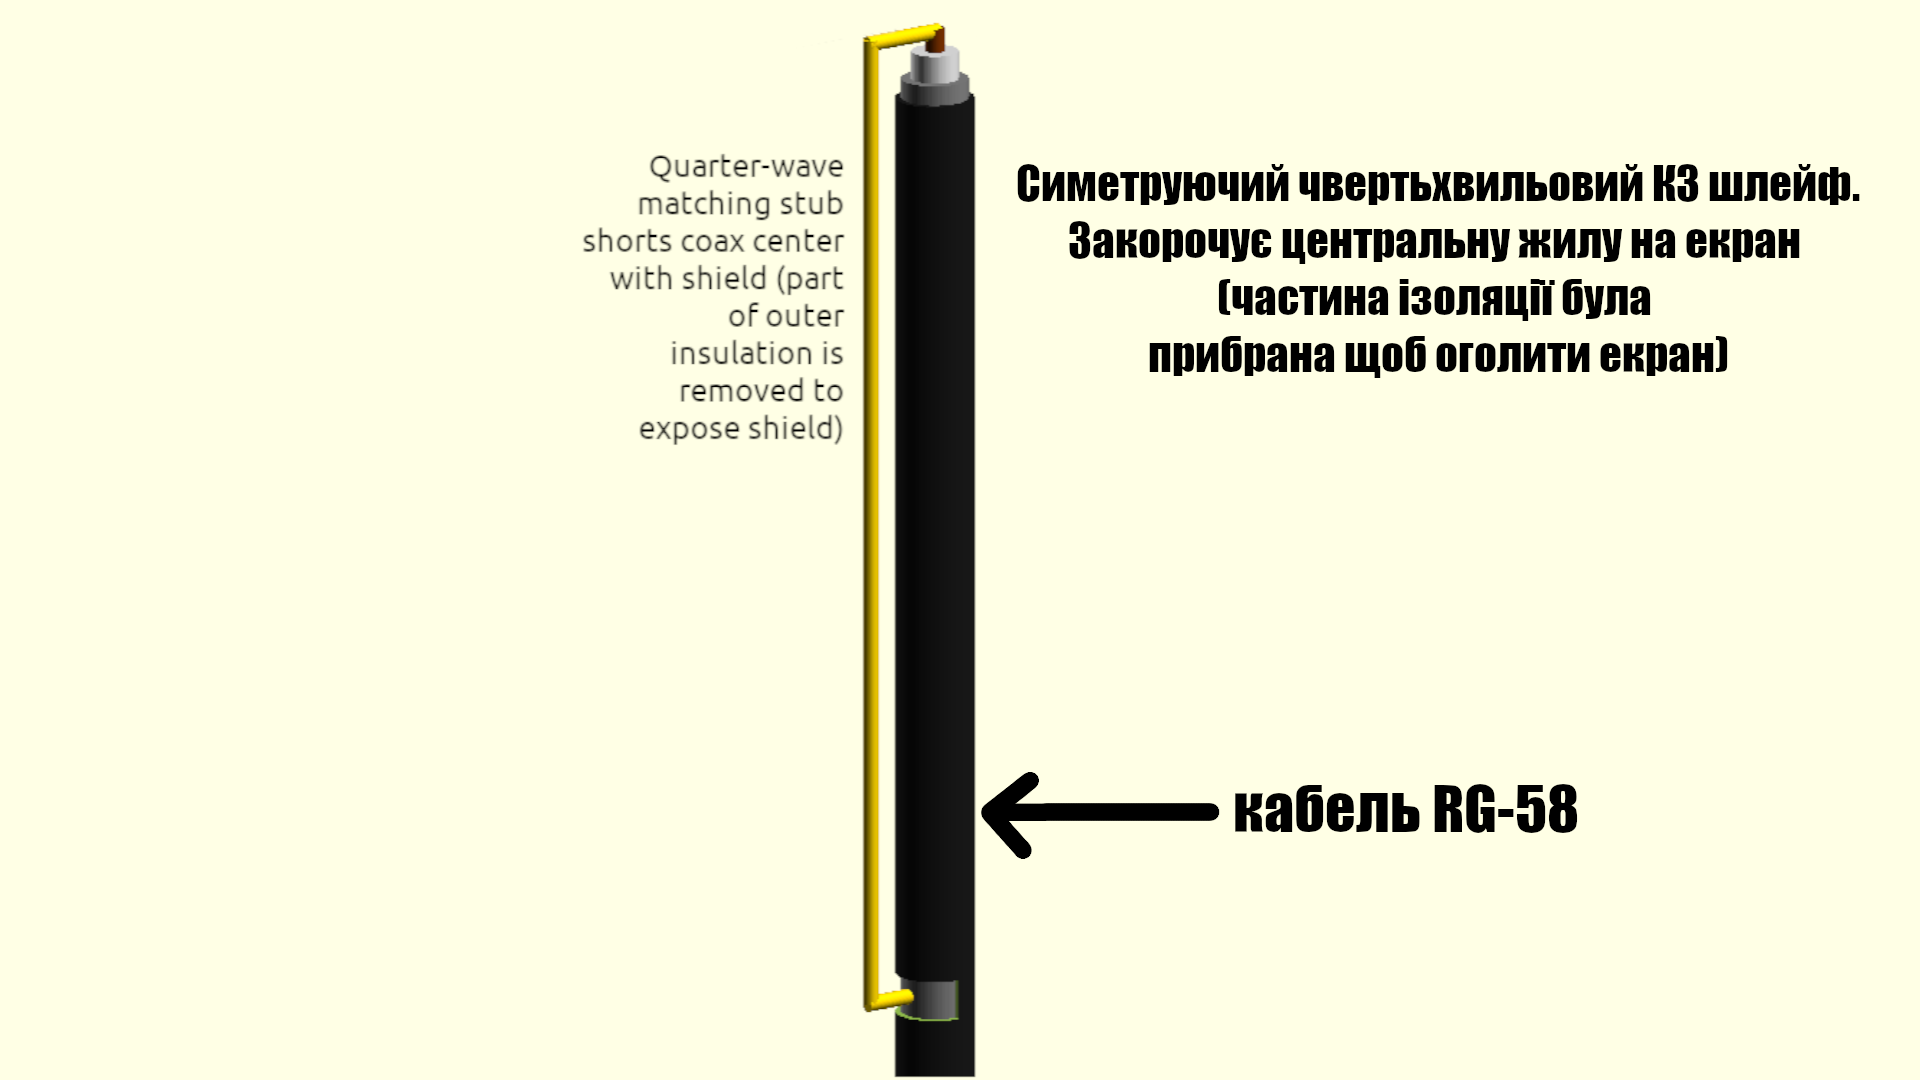 Quarter-wave
matching stub
shorts coax center
with shield (part
of outer
insulation is
removed to
expose shield)
Симетруючий чвертьхвильовий КЗ шлейф.
Закорочує центральну жилу на екран
(частина ізоляції була
прибрана щоб оголити екран)
кабель RG-58